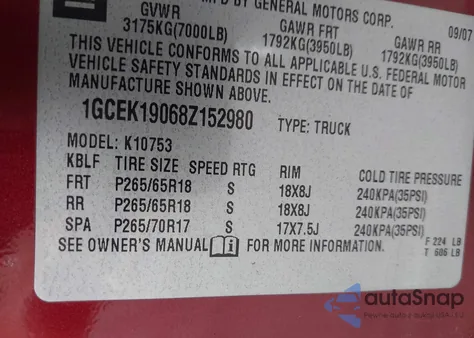 MFD BY GENERAL MOTORS CORP.
09/07
GVWR GAWR FRT GAWR RR
3175KG(7000LB) 1792KG(3950LB) 1792KG(3950LB)
THIS VEHICLE CONFORMS TO ALL APPLICABLE U.S. FEDERAL MOTOR
VEHICLE SAFETY STANDARDS IN EFFECT ON THE DATE OF
MANUFACTURE SHOWN ABOVE.
1GCEK19068Z152980 TYPE: TRUCK
MODEL: K10753
KBLF TIRE SIZE SPEED RTG RIM COLD TIRE PRESSURE
FRT P265/65R18 S 18X8J 240KPA(35PSI)
RR P265/65R18 S 18X8J 240KPA(35PSI)
SPA P265/70R17 S 17X7.5J 240KPA(35PSI)
SEE OWNER'S MANUAL FOR MORE INFORMATION.
F 224 LB
T 606 LB
autoSnap